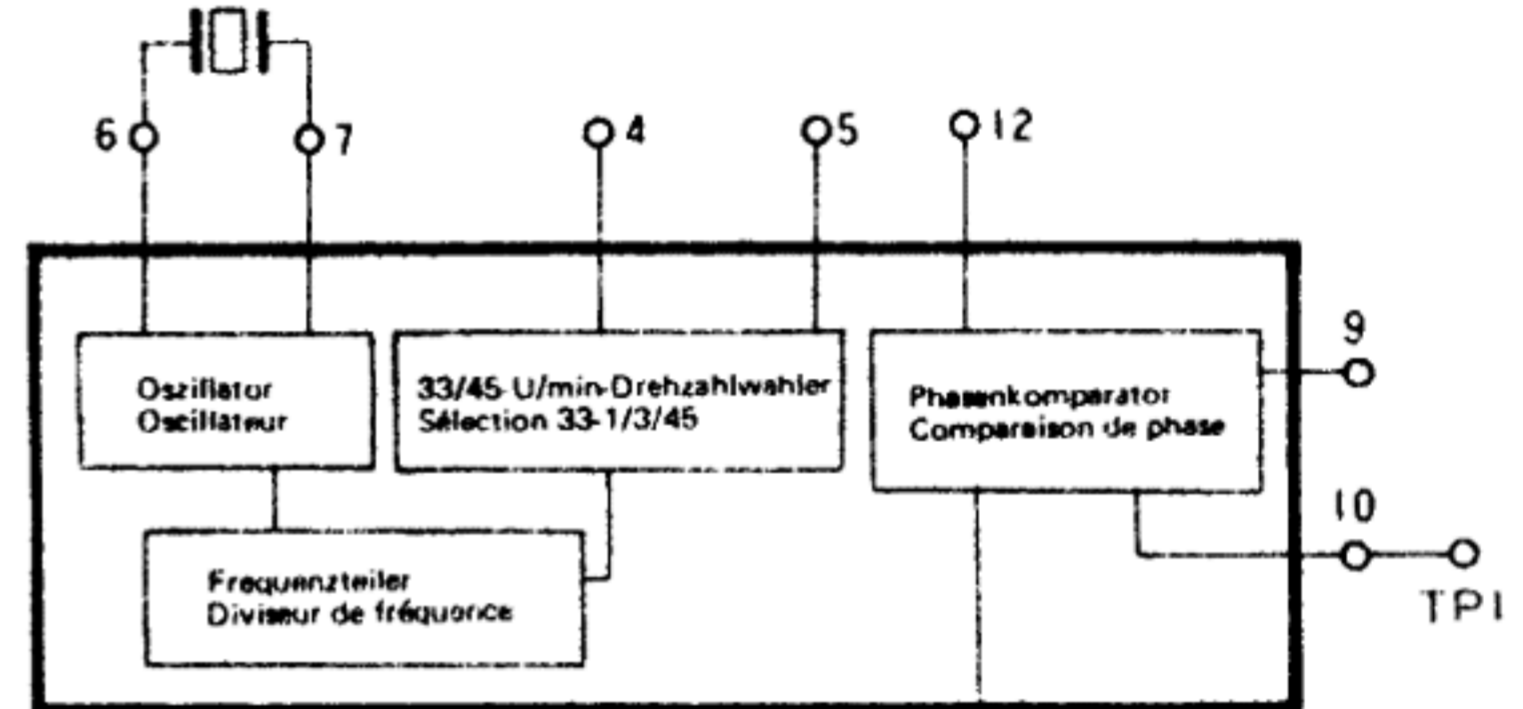 6
7
4
5
12
9
Oszillator
Oscillateur
33/45-U/min-Drehzahlwahler
Sélection 33-1/3/45
Phasenkomparator
Comparaison de phase
10
TP1
Frequenzteiler
Diviseur de fréquence